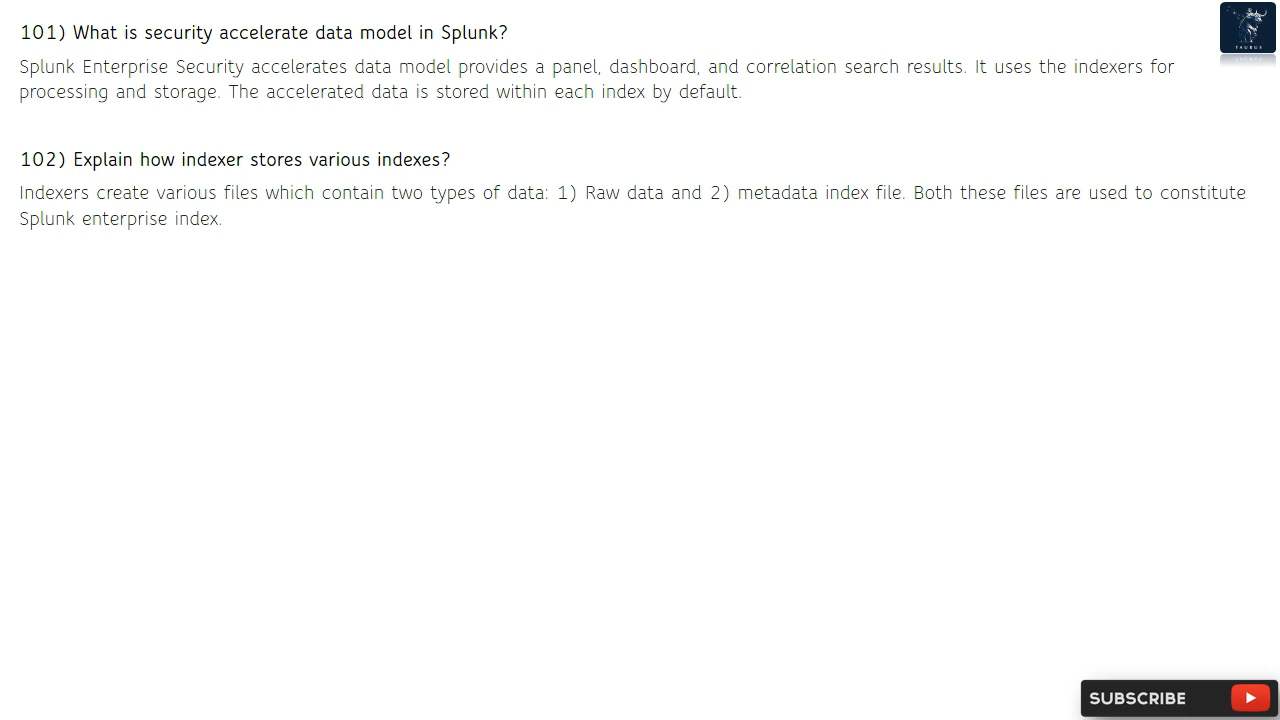 101) What is security accelerate data model in Splunk?
Splunk Enterprise Security accelerates data model provides a panel, dashboard, and correlation search results. It uses the indexers for
processing and storage. The accelerated data is stored within each index by default.
102) Explain how indexer stores various indexes?
Indexers create various files which contain two types of data: 1) Raw data and 2) metadata index file. Both these files are used to constitute
Splunk enterprise index.
TAURUS
SUBSCRIBE